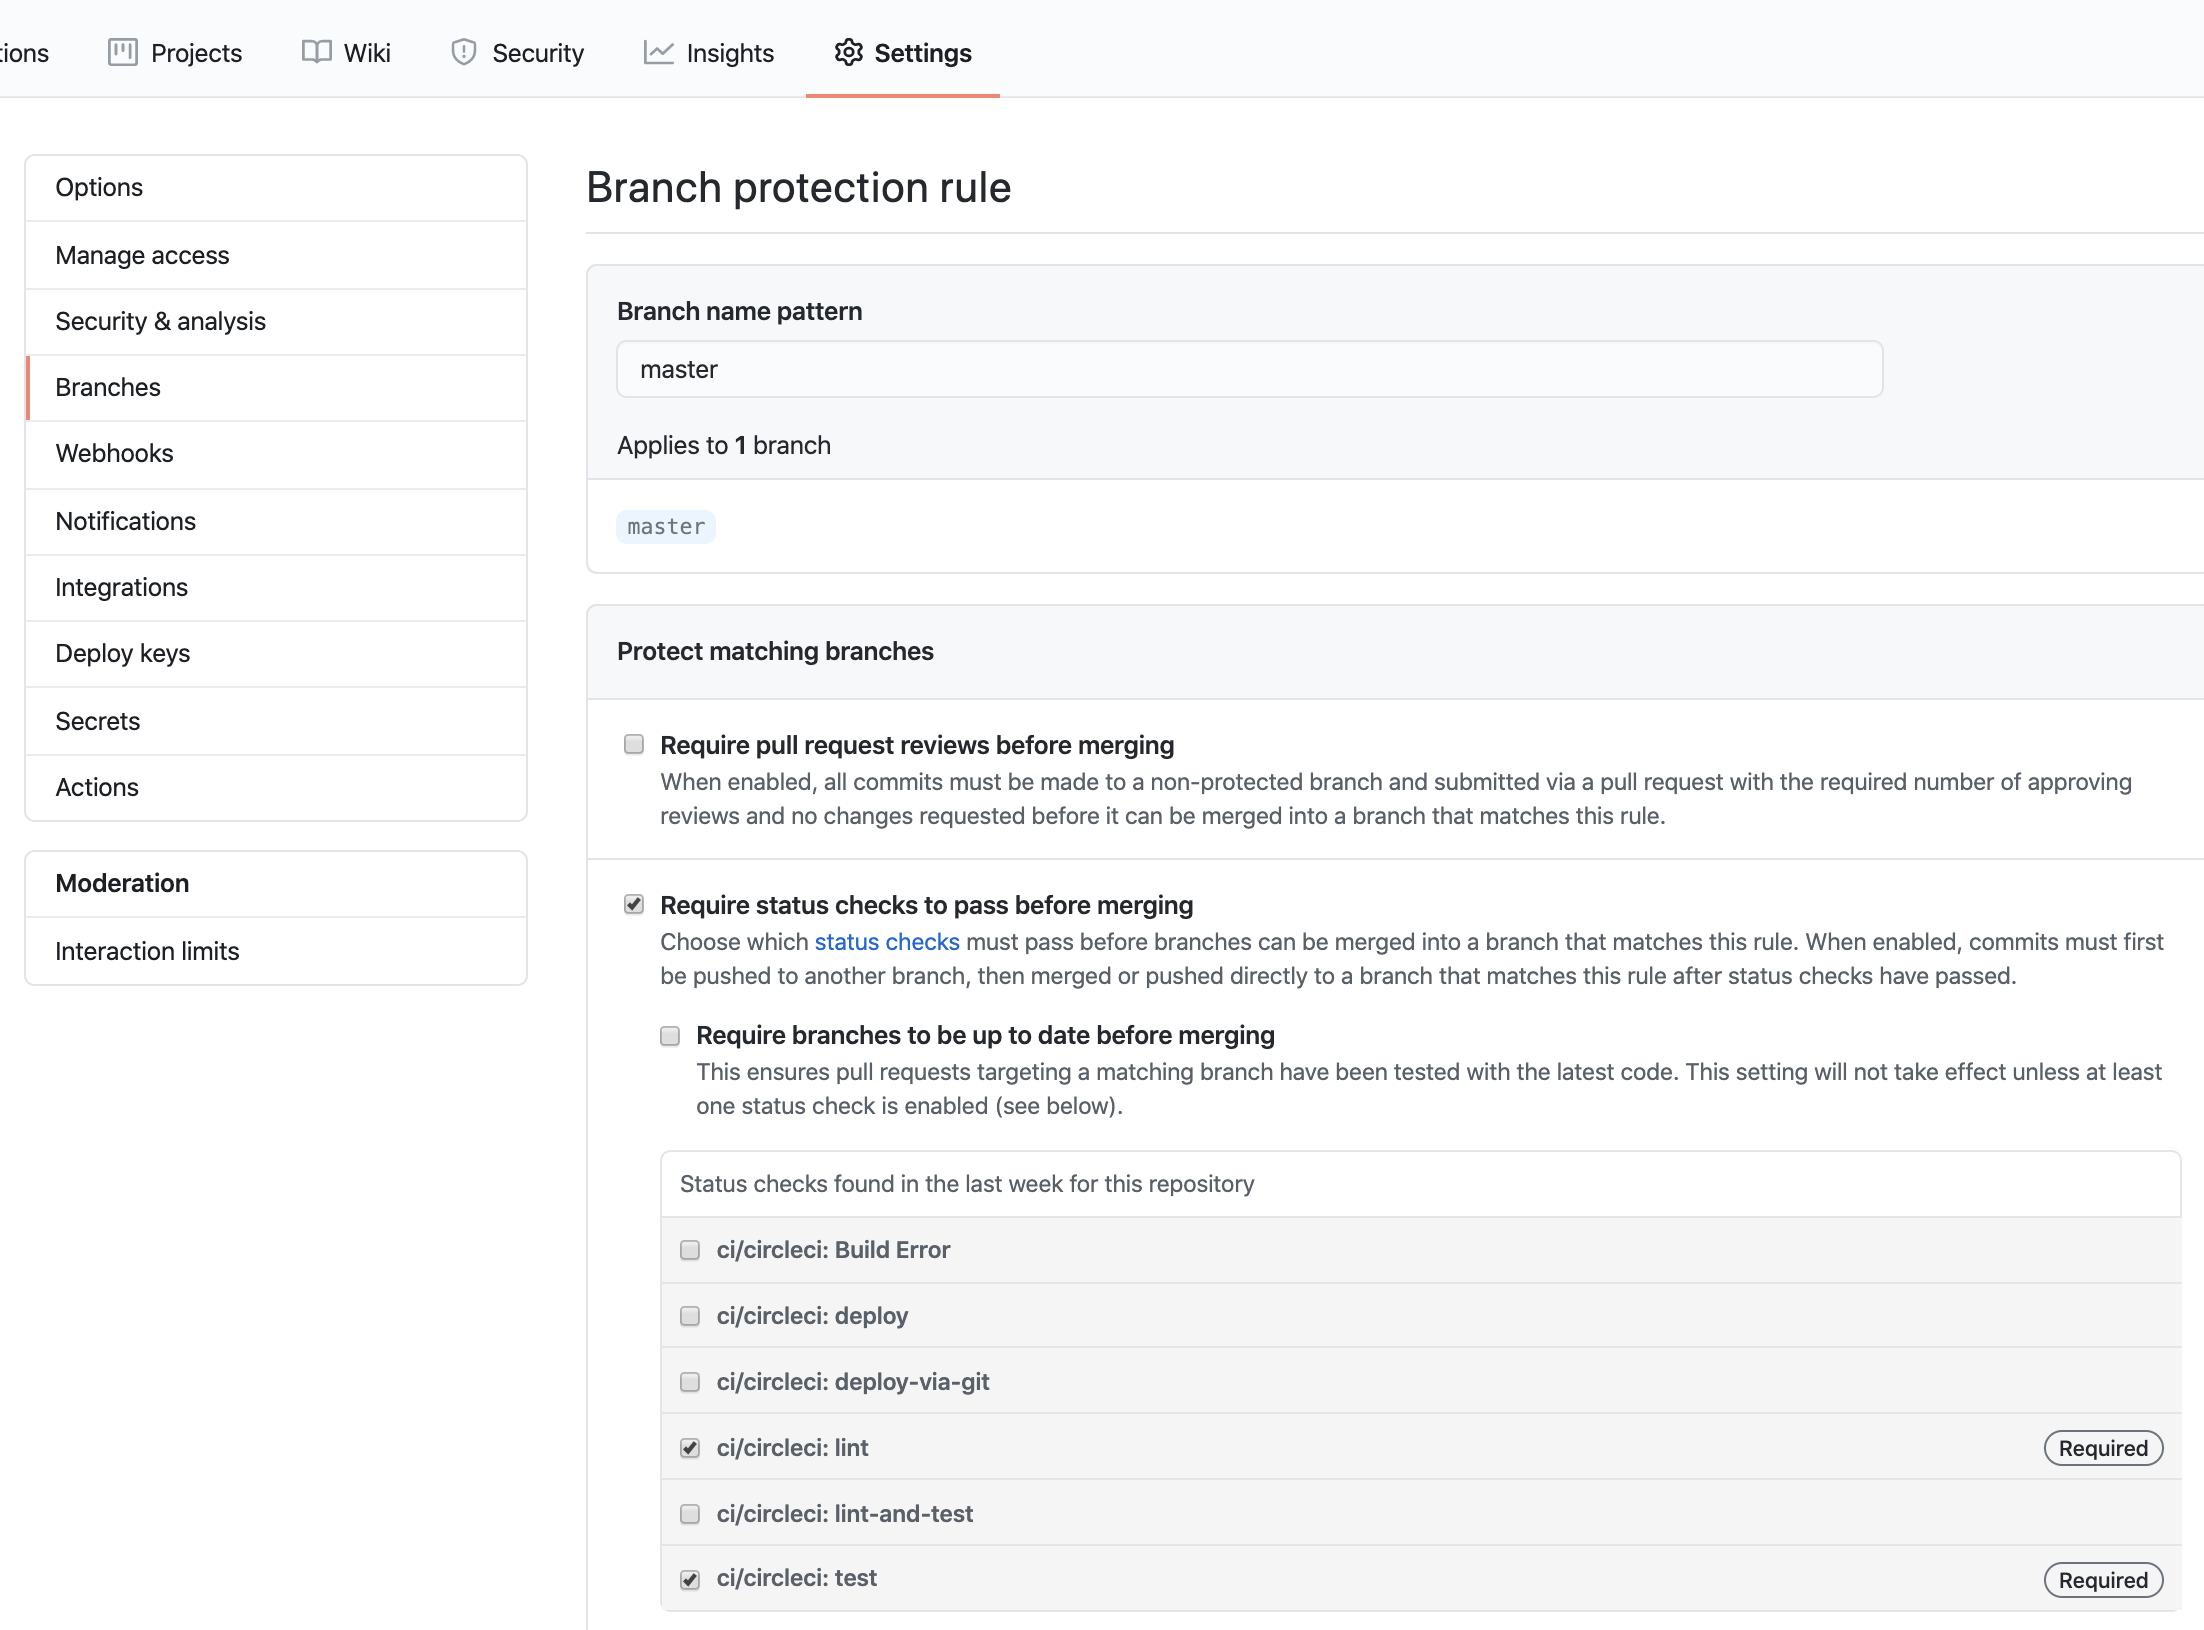 tions Projects Wiki Security Insights Settings
Options
Manage access
Security & analysis
Branches
Webhooks
Notifications
Integrations
Deploy keys
Secrets
Actions
Moderation
Interaction limits
Branch protection rule
Branch name pattern
master
Applies to 1 branch
master
Protect matching branches
Require pull request reviews before merging
When enabled, all commits must be made to a non-protected branch and submitted via a pull request with the required number of approving
reviews and no changes requested before it can be merged into a branch that matches this rule.
Require status checks to pass before merging
Choose which status checks must pass before branches can be merged into a branch that matches this rule. When enabled, commits must first
be pushed to another branch, then merged or pushed directly to a branch that matches this rule after status checks have passed.
Require branches to be up to date before merging
This ensures pull requests targeting a matching branch have been tested with the latest code. This setting will not take effect unless at least
one status check is enabled (see below).
Status checks found in the last week for this repository
ci/circleci: Build Error
ci/circleci: deploy
ci/circleci: deploy-via-git
ci/circleci: lint Required
ci/circleci: lint-and-test
ci/circleci: test Required